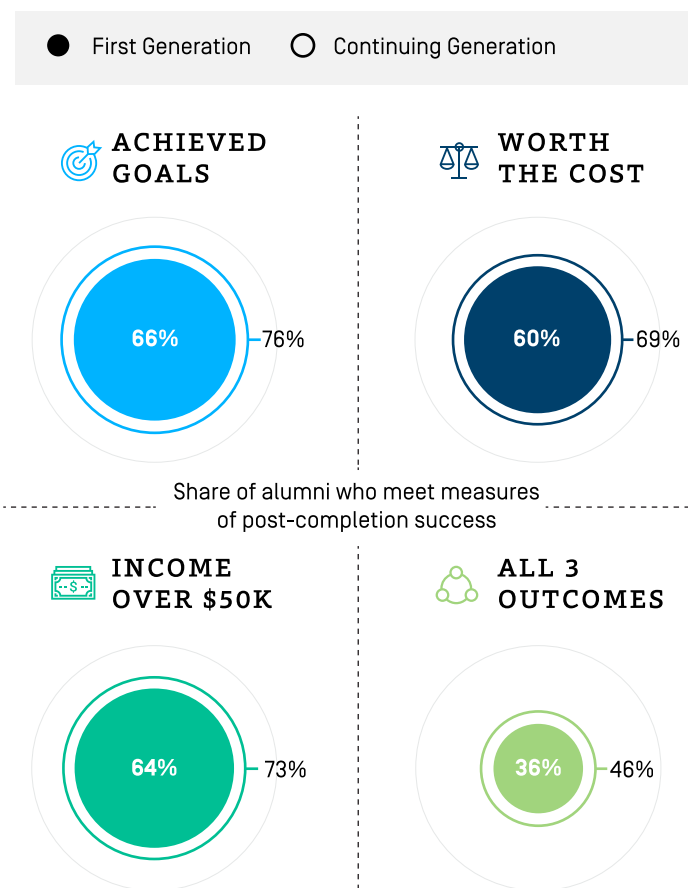 First Generation
Continuing Generation
ACHIEVED
GOALS
66%
76%
WORTH
THE COST
60%
69%
Share of alumni who meet measures
of post-completion success
INCOME
OVER $50K
$
64%
73%
ALL 3
OUTCOMES
36%
46%